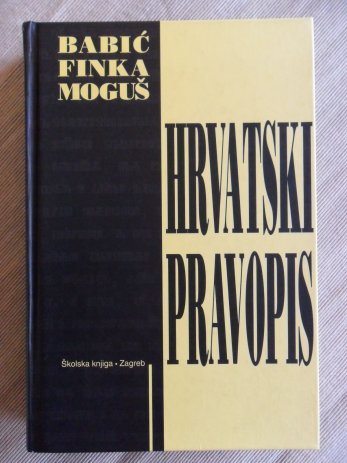 BABIĆ
FINKA
MOGUŠ
HRVATSKI
PRAVOPIS
Školska knjiga • Zagreb